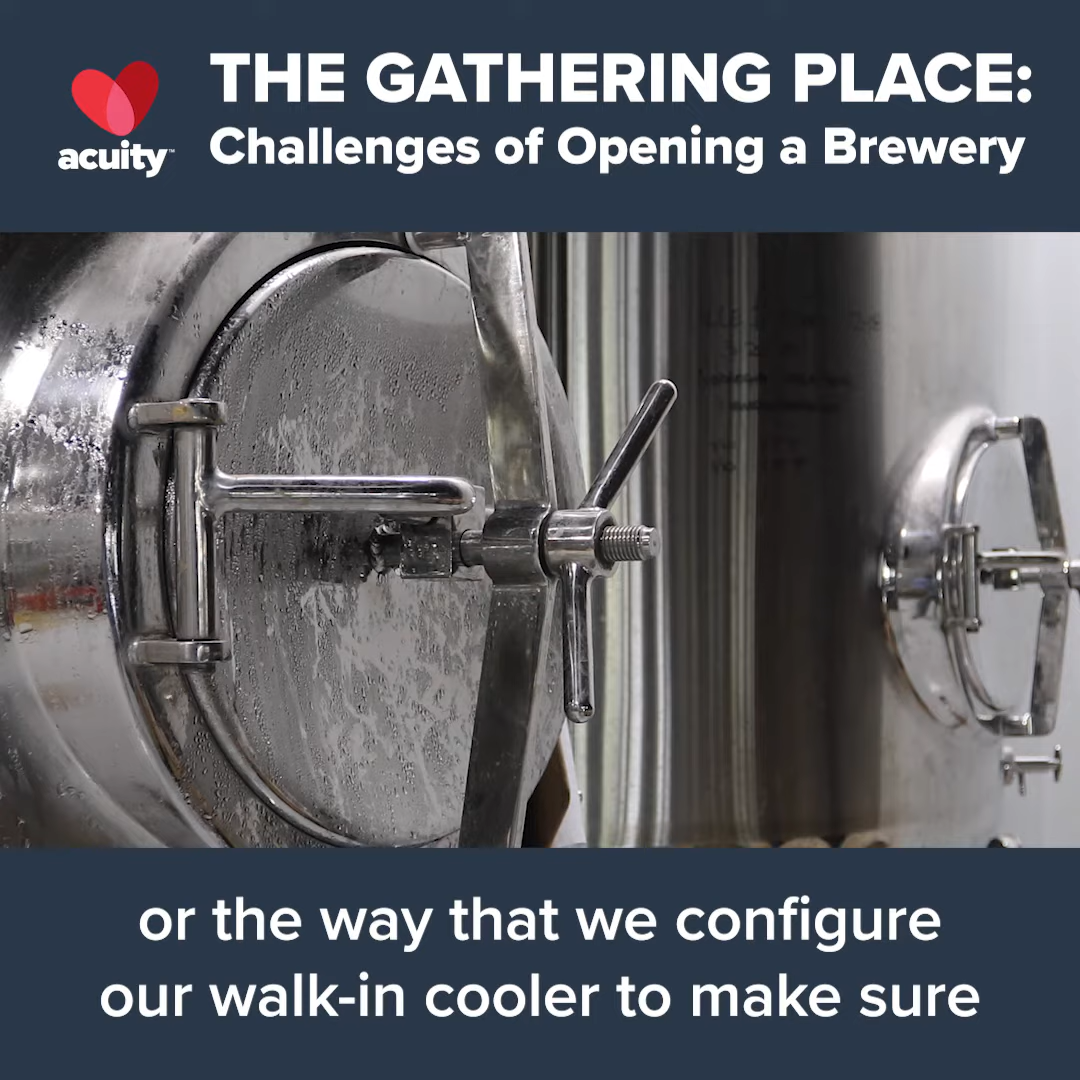 THE GATHERING PLACE:
Challenges of Opening a Brewery
acuity™
or the way that we configure
our walk-in cooler to make sure